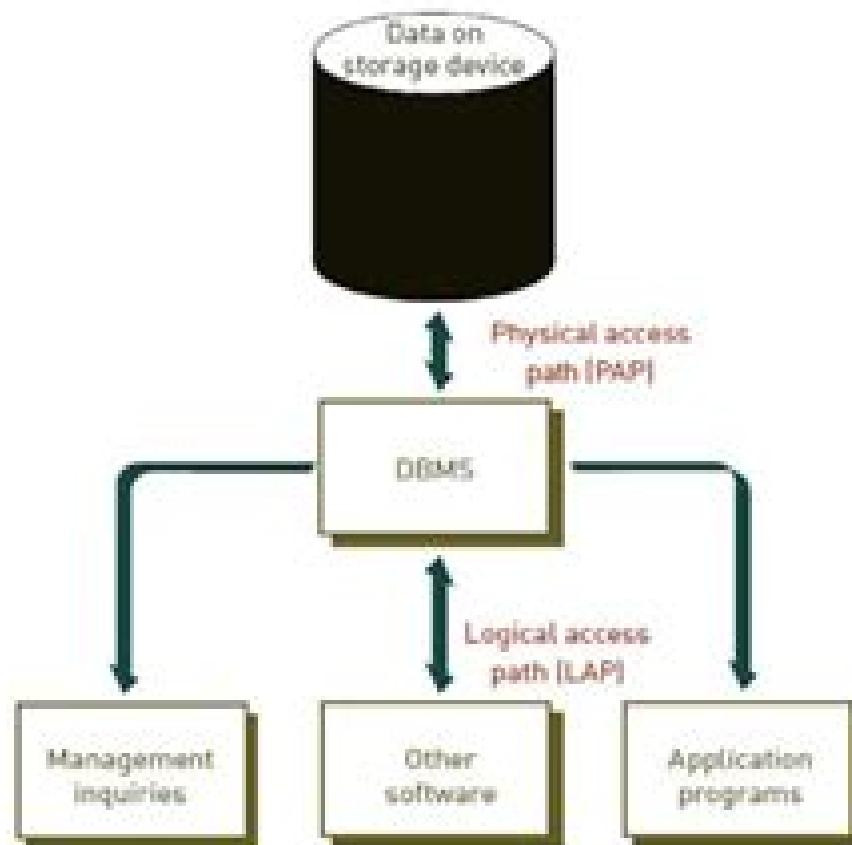 Data on
storage device
Physical access
path [PAP]
DBMS
Logical access
path [LAP]
Management
inquiries
Other
software
Application
programs